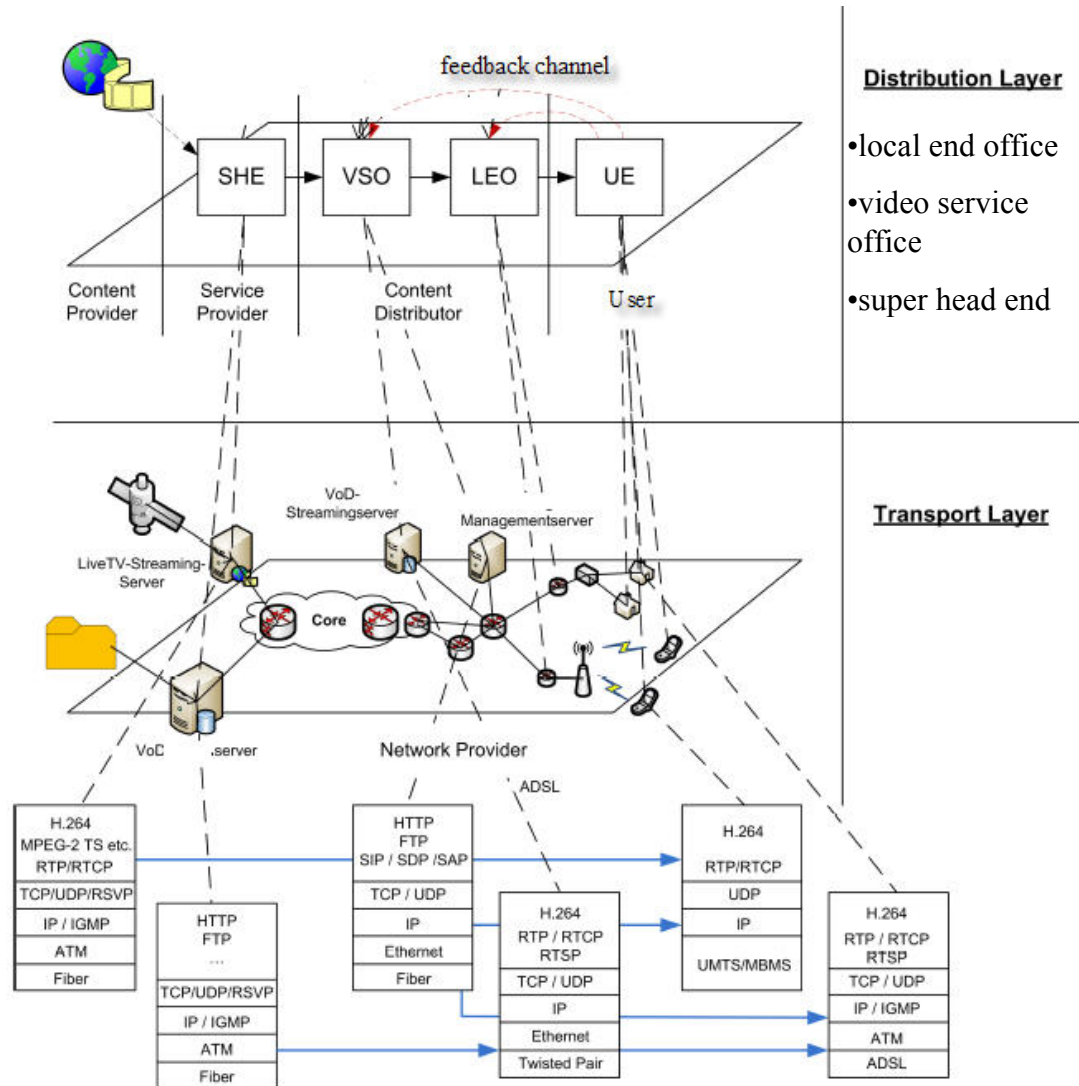 feedback channel
Distribution Layer
•local end office
•video service
office
•super head end
SHE
VSO
LEO
UE
Content
Provider
Service
Provider
Content
Distributor
User
Transport Layer
VoD-
Streamingserver
Managementserver
LiveTV-Streaming-
Server
Core
server
Network Provider
ADSL
H.264
MPEG-2 TS etc.
RTP/RTCP
TCP/UDP/RSVP
IP / IGMP
ATM
Fiber
HTTP
FTP
...
TCP/UDP/RSVP
IP / IGMP
ATM
Fiber
HTTP
FTP
SIP / SDP /SAP
TCP / UDP
IP
Ethernet
Fiber
H.264
RTP / RTCP
RTSP
TCP / UDP
IP
Ethernet
Twisted Pair
H.264
RTP/RTCP
UDP
IP
UMTS/MBMS
H.264
RTP / RTCP
RTSP
TCP / UDP
IP / IGMP
ATM
ADSL